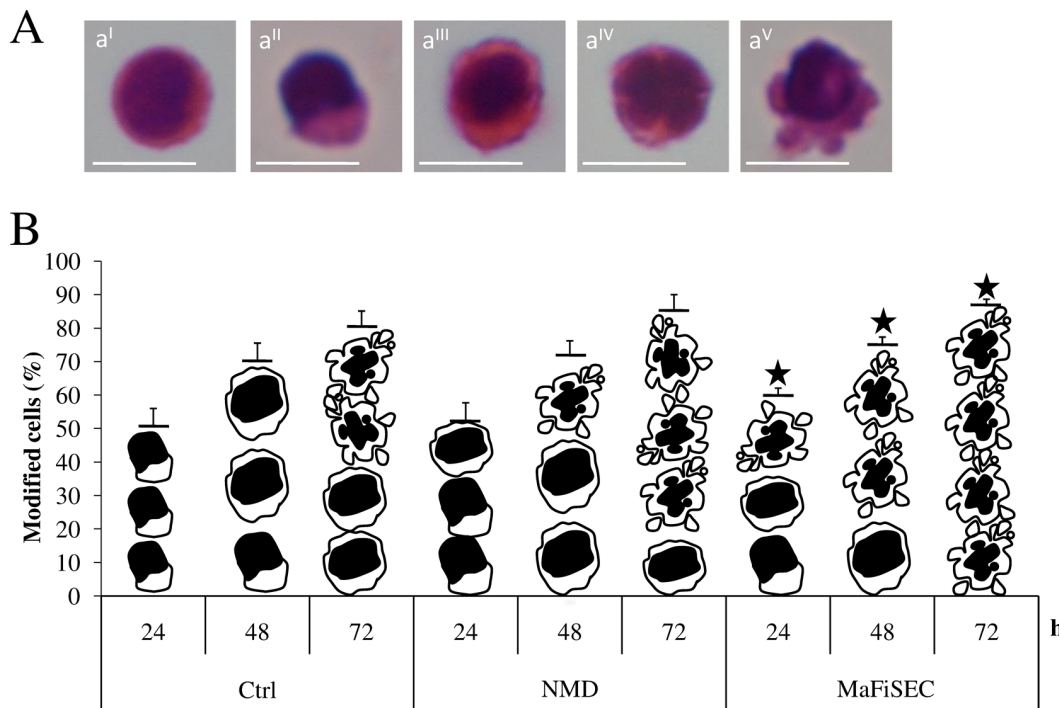 A
aᴵ aᴵᴵ aᴵᴵᴵ aᴵⱽ aⱽ
B
Modified cells (%)
100
90
80
70
60
50
40
30
20
10
0
24 48 72 24 48 72 24 48 72 h
Ctrl NMD MaFiSEC